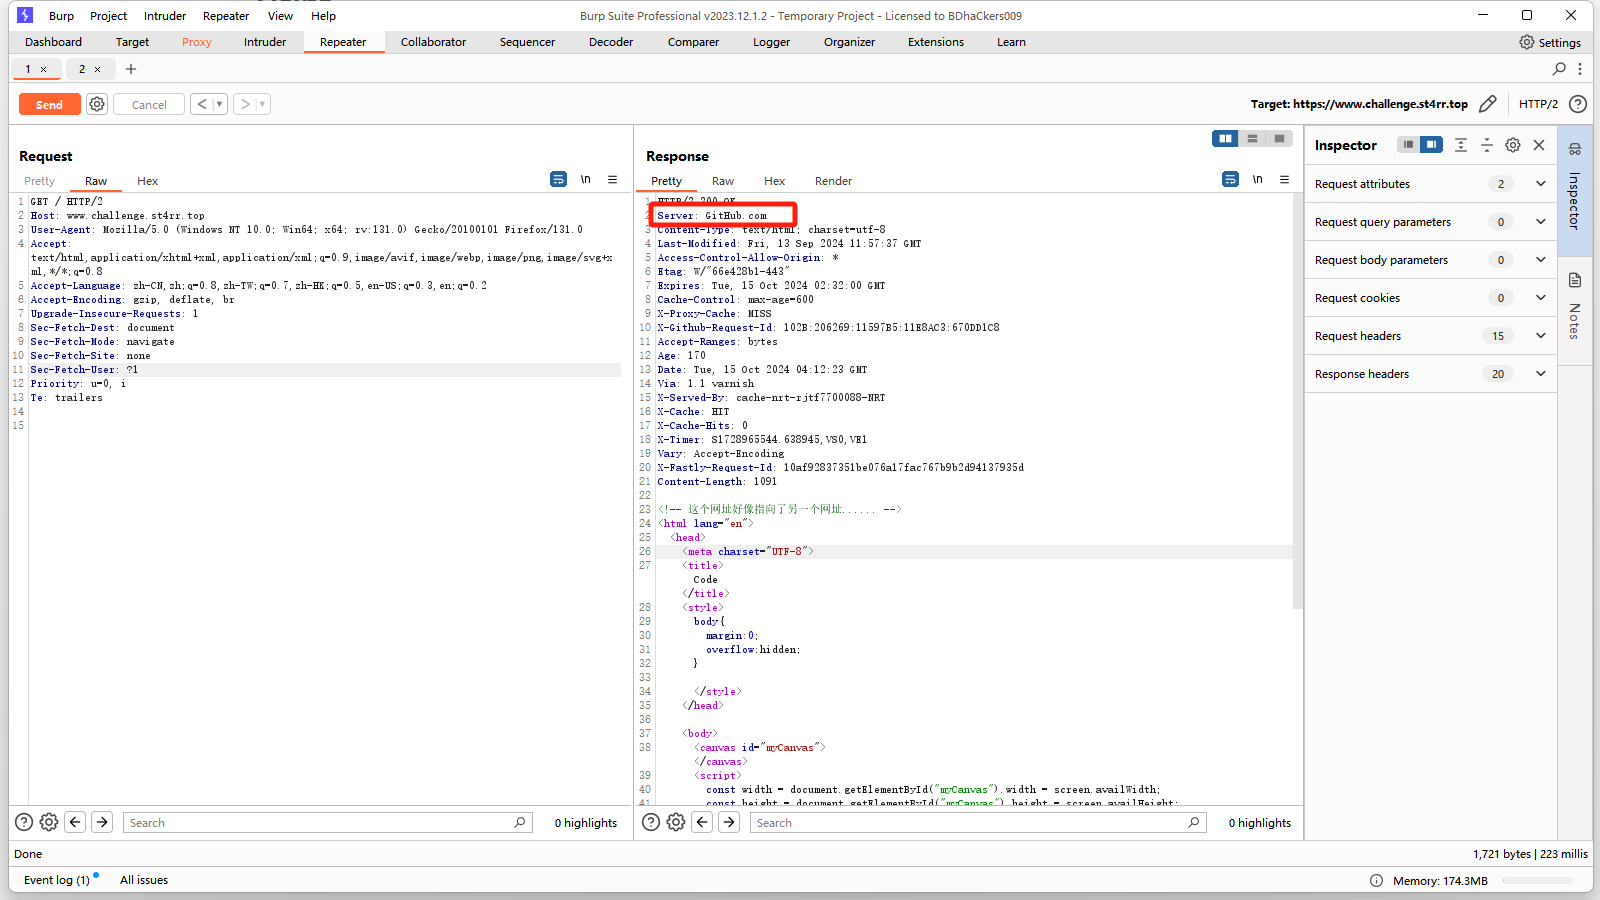 Burp Project Intruder Repeater View Help
Burp Suite Professional v2023.12.1.2 - Temporary Project - Licensed to BDhaCkers009
Dashboard Target Proxy Intruder Repeater Collaborator Sequencer Decoder Comparer Logger Organizer Extensions Learn
Settings
1 × 2 × +
Send Cancel < >
Target: https://www.challenge.st4rr.top HTTP/2
Request
Pretty Raw Hex
\n
1 GET / HTTP/2
2 Host: www.challenge.st4rr.top
3 User-Agent: Mozilla/5.0 (Windows NT 10.0; Win64; x64; rv:131.0) Gecko/20100101 Firefox/131.0
4 Accept:
text/html,application/xhtml+xml,application/xml;q=0.9,image/avif,image/webp,image/png,image/svg+x
ml,*/*;q=0.8
5 Accept-Language: zh-CN,zh;q=0.8,zh-TW;q=0.7,zh-HK;q=0.5,en-US;q=0.3,en;q=0.2
6 Accept-Encoding: gzip, deflate, br
7 Upgrade-Insecure-Requests: 1
8 Sec-Fetch-Dest: document
9 Sec-Fetch-Mode: navigate
10 Sec-Fetch-Site: none
11 Sec-Fetch-User: ?1
12 Priority: u=0, i
13 Te: trailers
14
15
Search
0 highlights
Response
Pretty Raw Hex Render
\n
1 HTTP/2 200 OK
2 Server: GitHub.com
3 Content-Type: text/html; charset=utf-8
4 Last-Modified: Fri, 13 Sep 2024 11:57:37 GMT
5 Access-Control-Allow-Origin: *
6 Etag: W/"66e428b1-443"
7 Expires: Tue, 15 Oct 2024 02:32:00 GMT
8 Cache-Control: max-age=600
9 X-Proxy-Cache: MISS
10 X-Github-Request-Id: 102B:206269:11597B5:11E8AC3:670DD1C8
11 Accept-Ranges: bytes
12 Age: 170
13 Date: Tue, 15 Oct 2024 04:12:23 GMT
14 Via: 1.1 varnish
15 X-Served-By: cache-nrt-rjtf7700088-NRT
16 X-Cache: HIT
17 X-Cache-Hits: 0
18 X-Timer: S1728965544.638945,VS0,VE1
19 Vary: Accept-Encoding
20 X-Fastly-Request-Id: 10af92837351be076a17fac767b9b2d94137935d
21 Content-Length: 1091
22
23 <!-- 这个网址好像指向了另一个网址...... -->
24 <html lang="en">
25 <head>
26 <meta charset="UTF-8">
27 <title>
Code
</title>
28 <style>
29 body{
30 margin:0;
31 overflow:hidden;
32 }
33
34 </style>
35 </head>
36
37 <body>
38 <canvas id="myCanvas">
</canvas>
39 <script>
40 const width = document.getElementById("myCanvas").width = screen.availWidth;
41 const height = document.getElementById("myCanvas").height = screen.availHeight;
Search
0 highlights
Inspector
Request attributes 2
Request query parameters 0
Request body parameters 0
Request cookies 0
Request headers 15
Response headers 20
Inspector
Notes
Done
1,721 bytes | 223 millis
Event log (1) All issues
Memory: 174.3MB